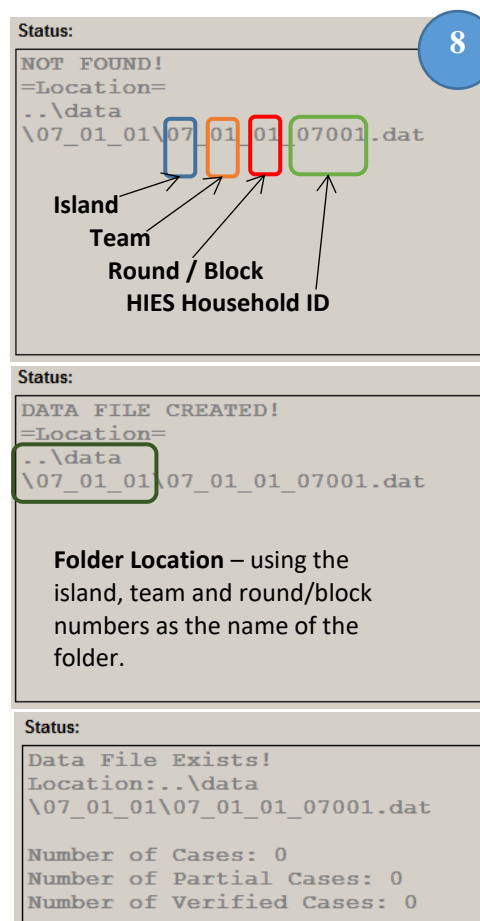 Status:
8
NOT FOUND!
=Location=
..\data
\07_01_01\07_01_01_07001.dat
Island
Team
Round / Block
HIES Household ID
Status:
DATA FILE CREATED!
=Location=
..\data
\07_01_01\07_01_01_07001.dat
Folder Location – using the
island, team and round/block
numbers as the name of the
folder.
Status:
Data File Exists!
Location:..\data
\07_01_01\07_01_01_07001.dat
Number of Cases: 0
Number of Partial Cases: 0
Number of Verified Cases: 0